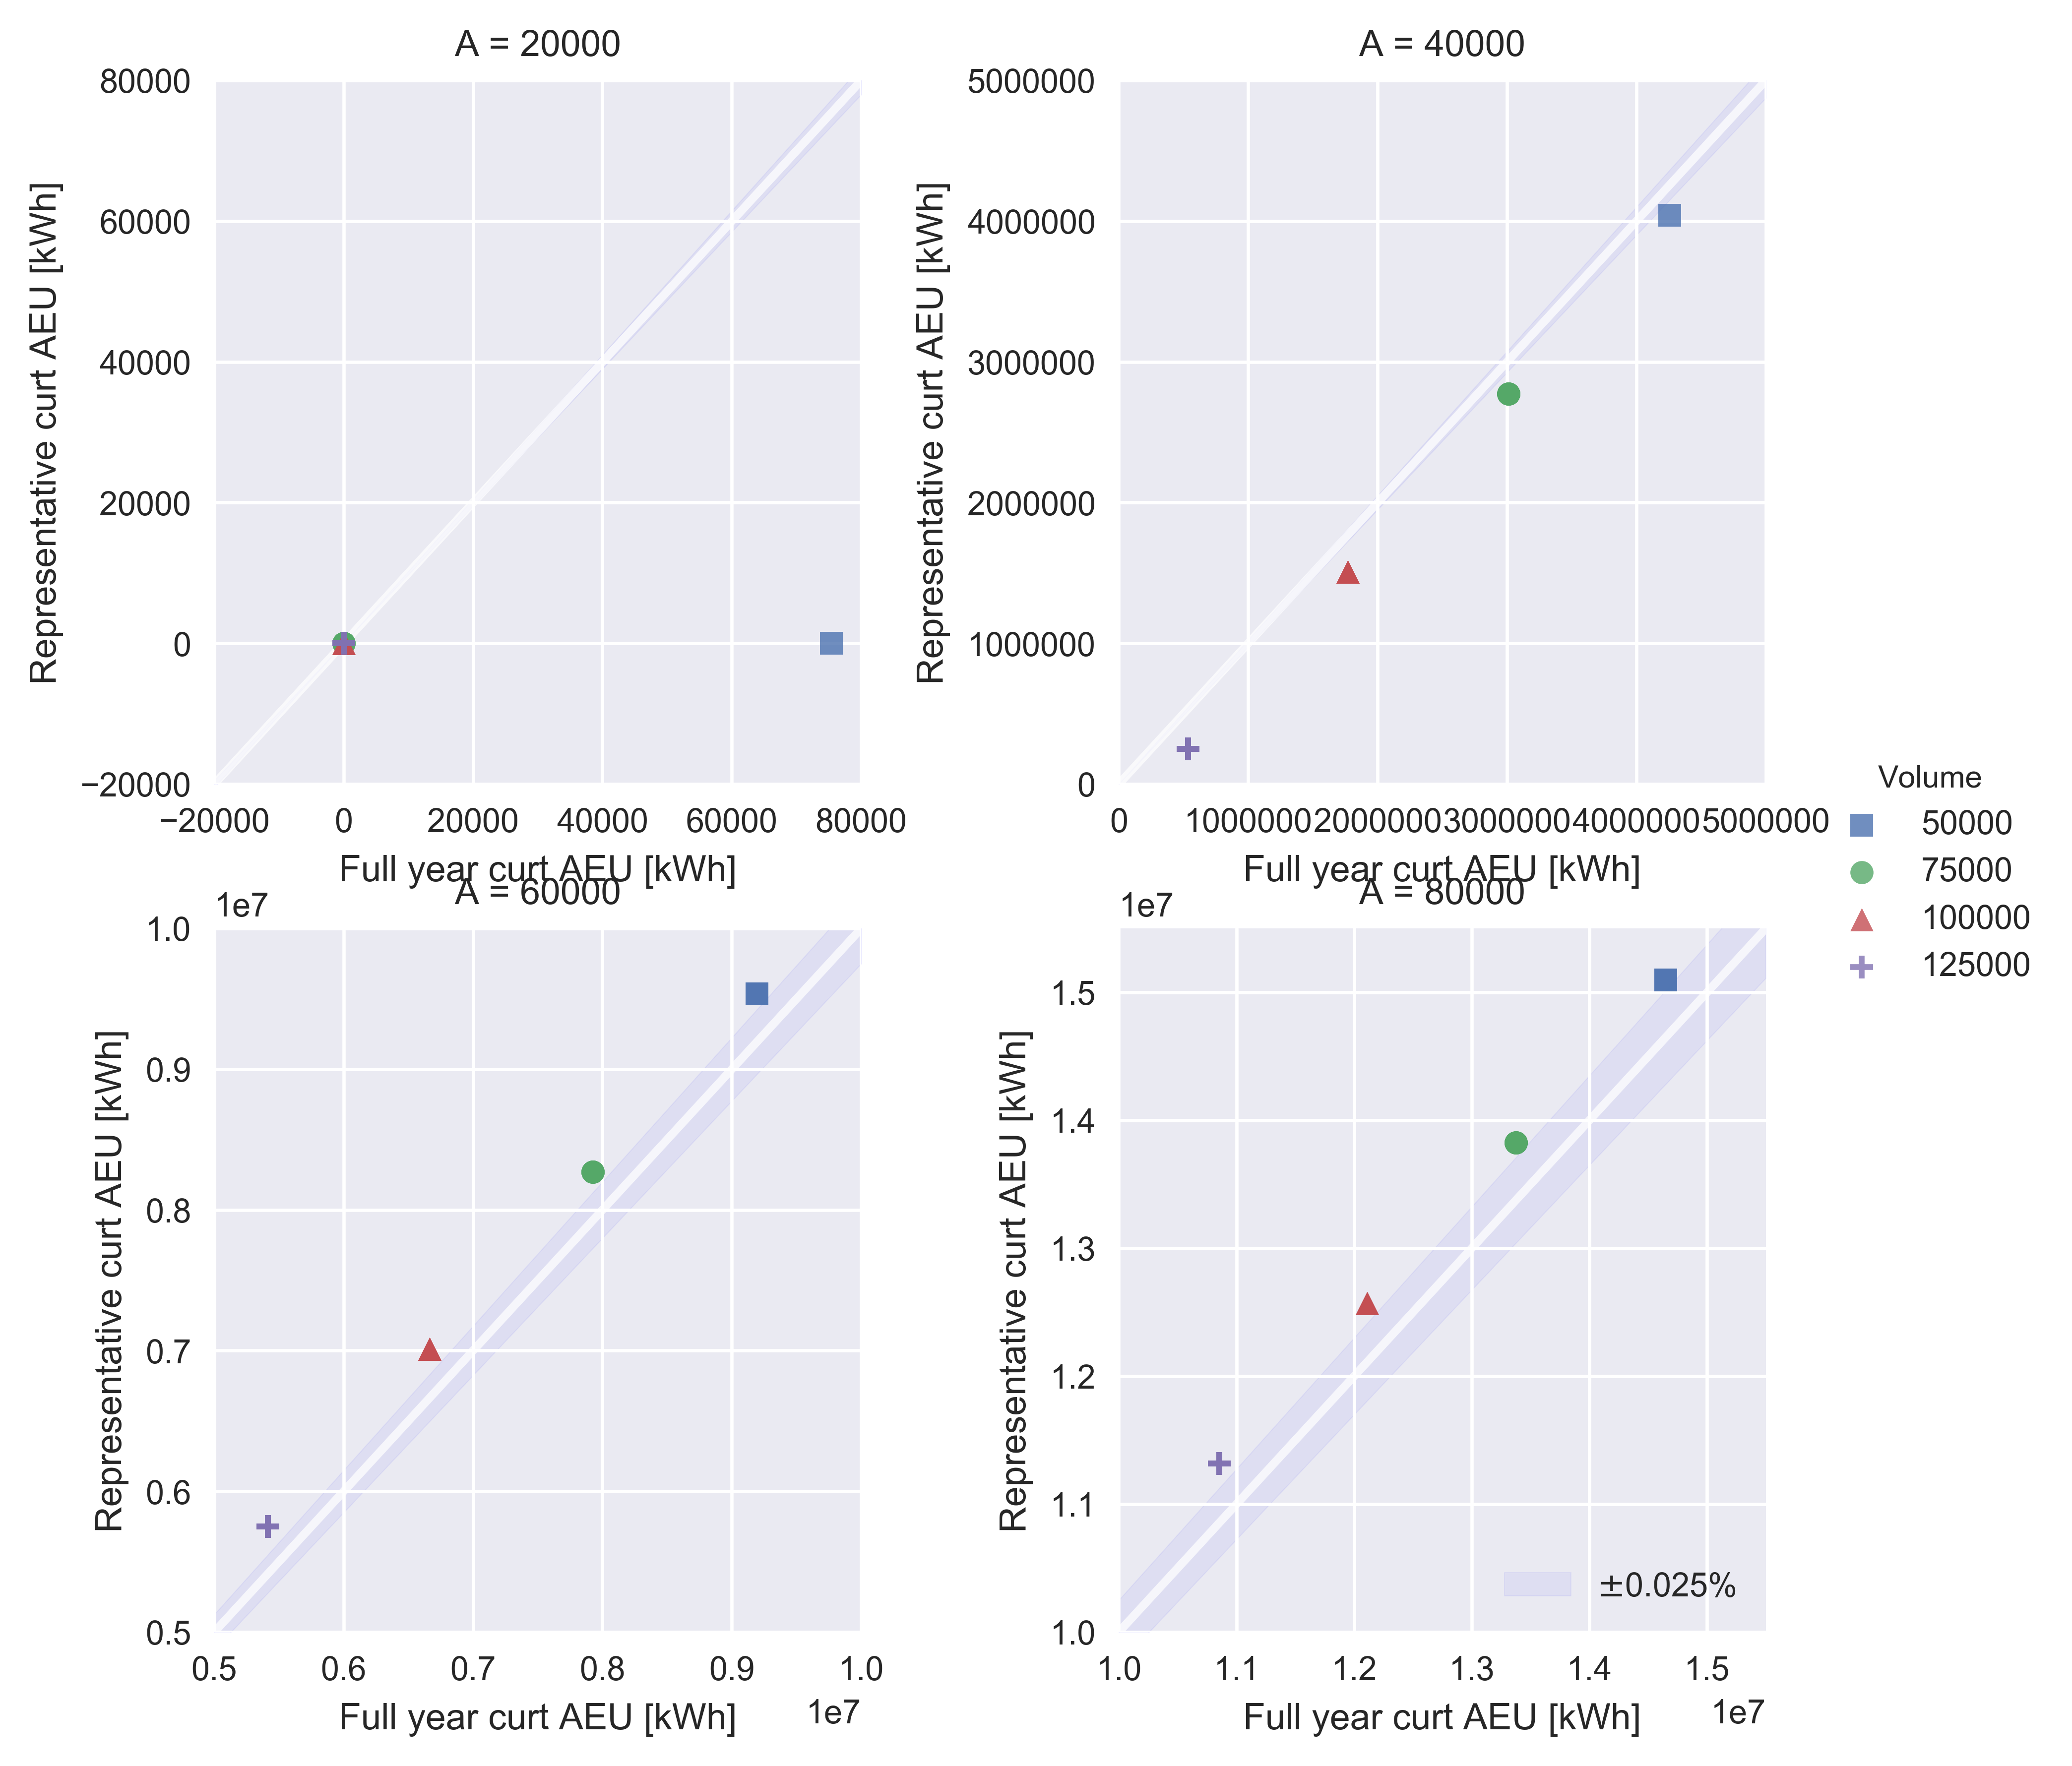 A = 20000
80000
60000
40000
20000
0
−20000
Representative curt AEU [kWh]
−20000 0 20000 40000 60000 80000
Full year curt AEU [kWh]
A = 40000
5000000
4000000
3000000
2000000
1000000
0
Representative curt AEU [kWh]
0 1000000 2000000 3000000 4000000 5000000
Full year curt AEU [kWh]
Volume
50000
75000
100000
125000
A = 60000
1e7
1.0
0.9
0.8
0.7
0.6
0.5
Representative curt AEU [kWh]
0.5 0.6 0.7 0.8 0.9 1.0
1e7
Full year curt AEU [kWh]
A = 80000
1e7
1.5
1.4
1.3
1.2
1.1
1.0
Representative curt AEU [kWh]
±0.025%
1.0 1.1 1.2 1.3 1.4 1.5
1e7
Full year curt AEU [kWh]